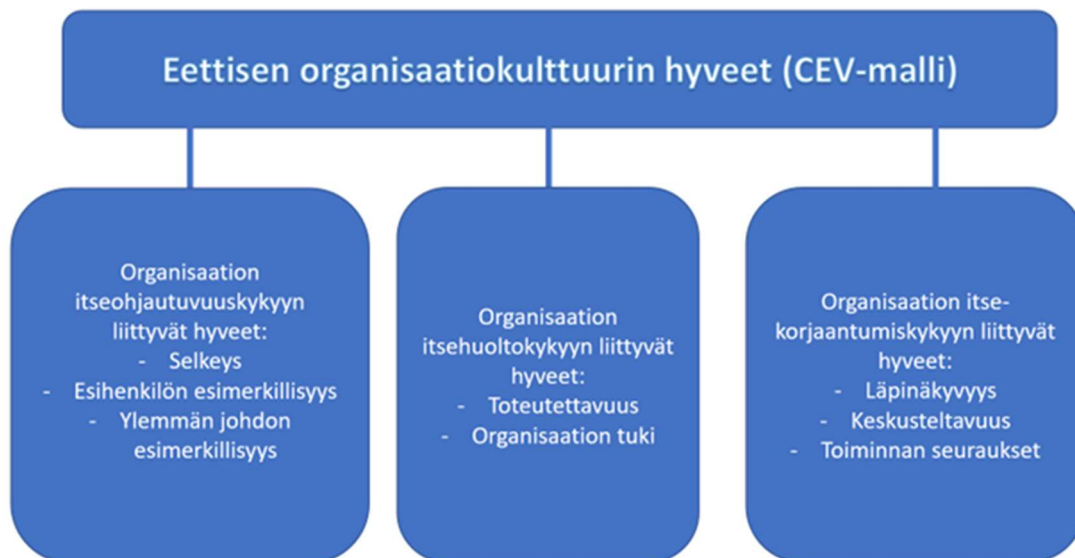 Eettisen organisaatiokulttuurin hyveet (CEV-malli)
Organisaation
itseohjautuvuuskykyyn
liittyvät hyveet:
- Selkeys
- Esihenkilön esimerkillisyys
- Ylemmän johdon
esimerkillisyys
Organisaation
itsehuoltokykyyn liittyvät
hyveet:
- Toteutettavuus
- Organisaation tuki
Organisaation itse-
korjaantumiskykyyn liittyvät
hyveet:
- Läpinäkyvyys
- Keskusteltavuus
- Toiminnan seuraukset